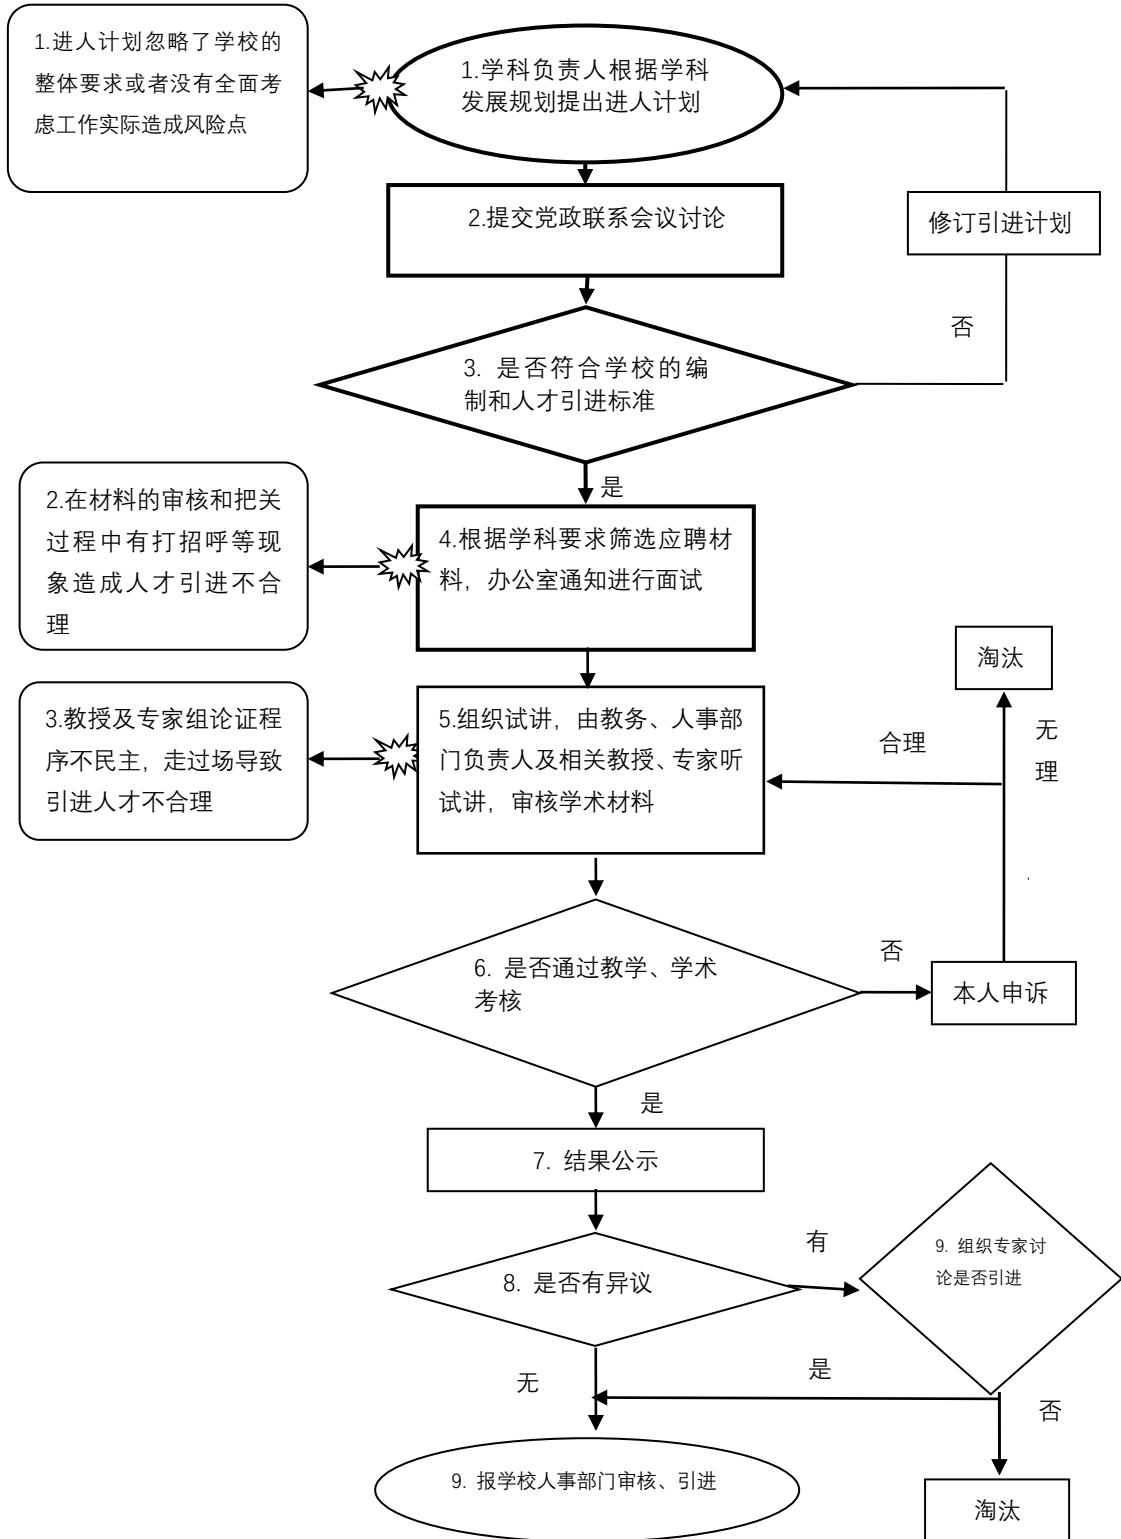 1.进人计划忽略了学校的
整体要求或者没有全面考
虑工作实际造成风险点
1.学科负责人根据学科
发展规划提出进人计划
2.提交党政联系会议讨论
修订引进计划
否
3. 是否符合学校的编
制和人才引进标准
是
2.在材料的审核和把关
过程中有打招呼等现
象造成人才引进不合
理
4.根据学科要求筛选应聘材
料，办公室通知进行面试
淘汰
3.教授及专家组论证程
序不民主，走过场导致
引进人才不合理
5.组织试讲，由教务、人事部
门负责人及相关教授、专家听
试讲，审核学术材料
合理
无
理
6. 是否通过教学、学术
考核
否
本人申诉
是
7. 结果公示
8. 是否有异议
有
9. 组织专家讨
论是否引进
无
是
否
9. 报学校人事部门审核、引进
淘汰